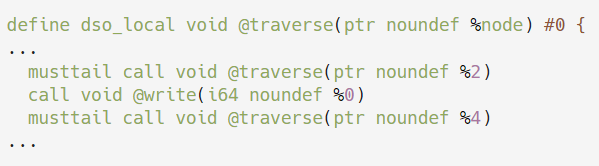 define dso_local void @traverse(ptr noundef %node) #0 {
...
  musttail call void @traverse(ptr noundef %2)
  call void @write(i64 noundef %0)
  musttail call void @traverse(ptr noundef %4)
...